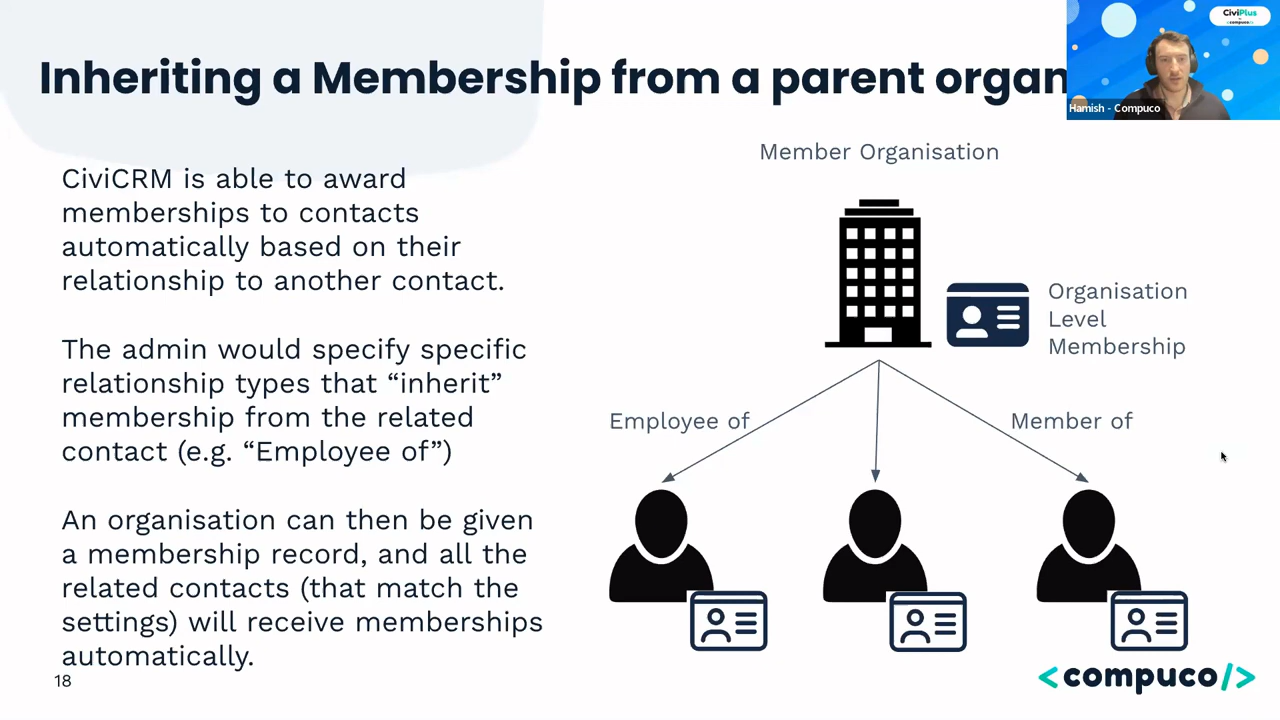 Inheriting a Membership from a parent organ
CiviPlus
by
<compuco/>
Hamish - Compuco
CiviCRM is able to award
memberships to contacts
automatically based on their
relationship to another contact.
The admin would specify specific
relationship types that “inherit”
membership from the related
contact (e.g. “Employee of”)
An organisation can then be given
a membership record, and all the
related contacts (that match the
settings) will receive memberships
automatically.
18
Member Organisation
Organisation
Level
Membership
Employee of
Member of
<compuco/>